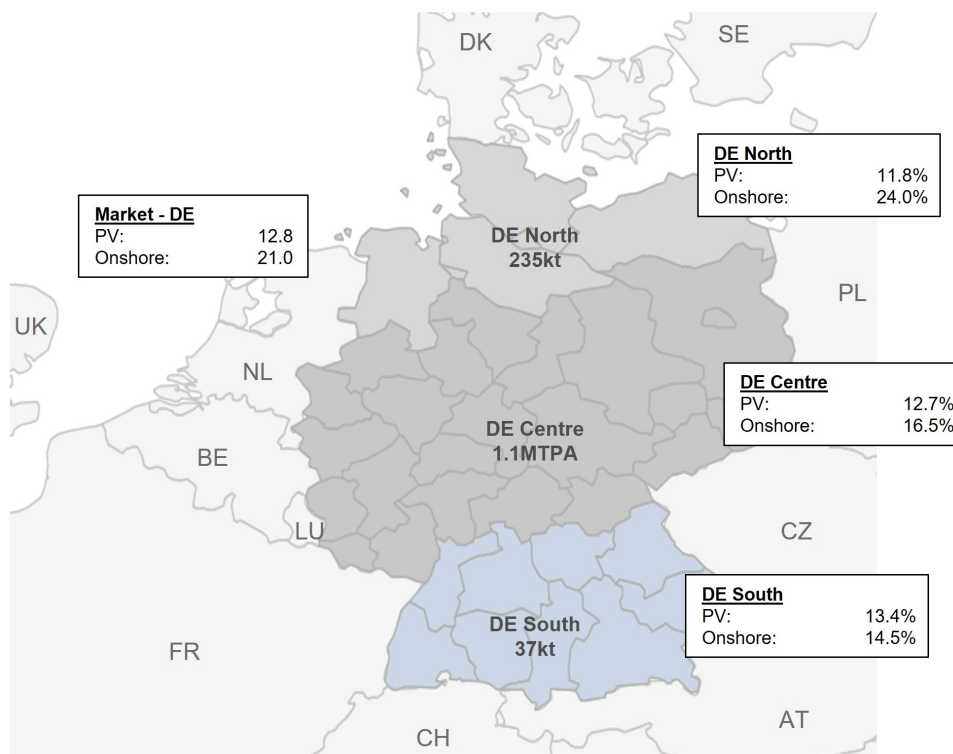 DK
SE
DE North
PV: 11.8%
Onshore: 24.0%
Market - DE
PV: 12.8
Onshore: 21.0
DE North
235kt
PL
UK
NL
DE Centre
PV: 12.7%
Onshore: 16.5%
DE Centre
1.1MTPA
BE
LU
CZ
DE South
PV: 13.4%
Onshore: 14.5%
DE South
37kt
FR
AT
CH